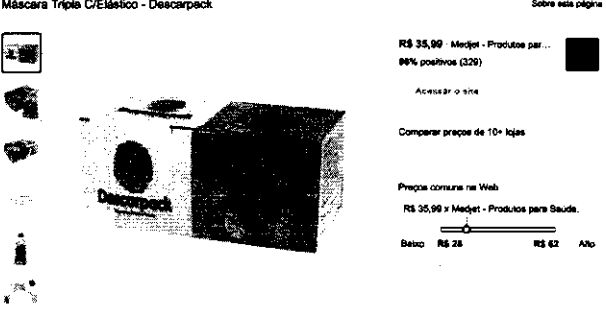 Máscara Tripla C/Elástico - Descarpack
Sobre esta página
R$ 35,99 · Medjet - Produtos par...
98% positivos (329)
Acessar o site
Comparar preços de 10+ lojas
Descarpack
Preços comuns na Web
R$ 35,99 x Medjet - Produtos para Saúde.
Baixo R$ 28 R$ 62 Alto